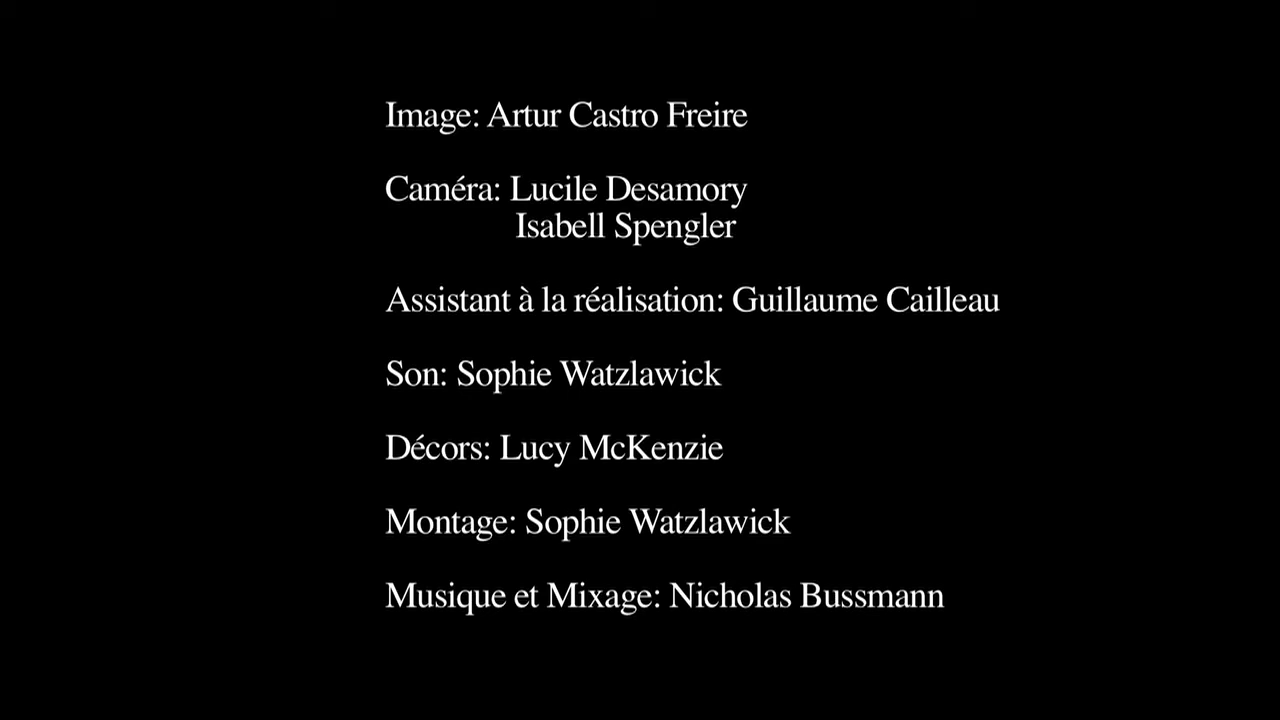 Image: Artur Castro Freire
Caméra: Lucile Desamory
Isabell Spengler
Assistant à la réalisation: Guillaume Cailleau
Son: Sophie Watzlawick
Décors: Lucy McKenzie
Montage: Sophie Watzlawick
Musique et Mixage: Nicholas Bussmann